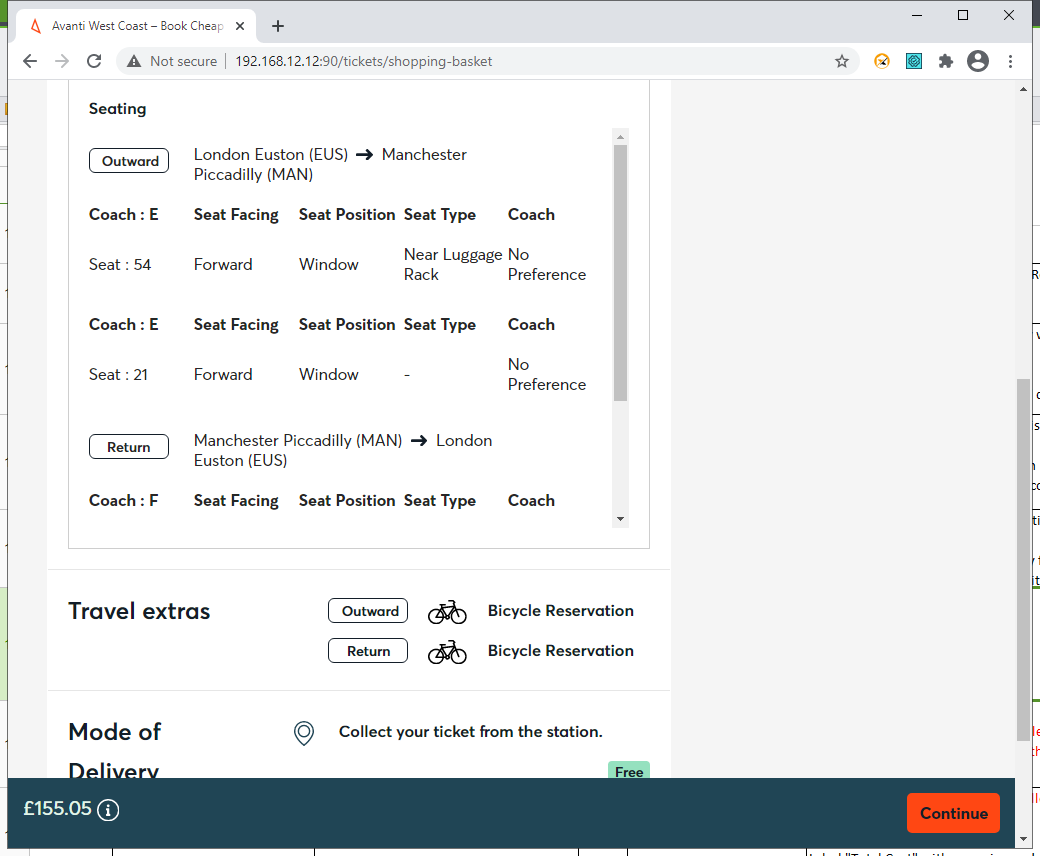 Avanti West Coast – Book Cheap
Not secure | 192.168.12.12:90/tickets/shopping-basket
Seating
Outward London Euston (EUS) → Manchester
Piccadilly (MAN)
Coach : E Seat Facing Seat Position Seat Type Coach
Seat : 54 Forward Window Near Luggage Rack No Preference
Coach : E Seat Facing Seat Position Seat Type Coach
Seat : 21 Forward Window - No Preference
Return Manchester Piccadilly (MAN) → London
Euston (EUS)
Coach : F Seat Facing Seat Position Seat Type Coach
Travel extras Outward Bicycle Reservation
Return Bicycle Reservation
Mode of Collect your ticket from the station.
Delivery Free
£155.05 Continue